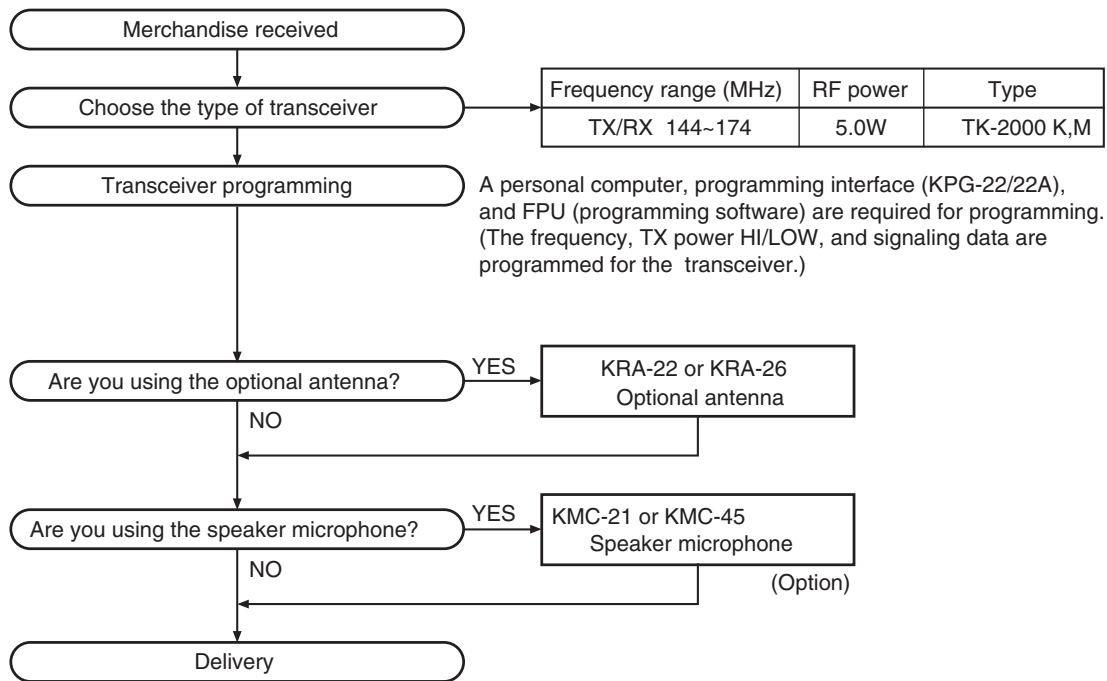 Merchandise received
Choose the type of transceiver
Frequency range (MHz) RF power Type
TX/RX 144~174 5.0W TK-2000 K,M
Transceiver programming
A personal computer, programming interface (KPG-22/22A),
and FPU (programming software) are required for programming.
(The frequency, TX power HI/LOW, and signaling data are
programmed for the transceiver.)
Are you using the optional antenna?
YES
KRA-22 or KRA-26
Optional antenna
NO
Are you using the speaker microphone?
YES
KMC-21 or KMC-45
Speaker microphone
(Option)
NO
Delivery